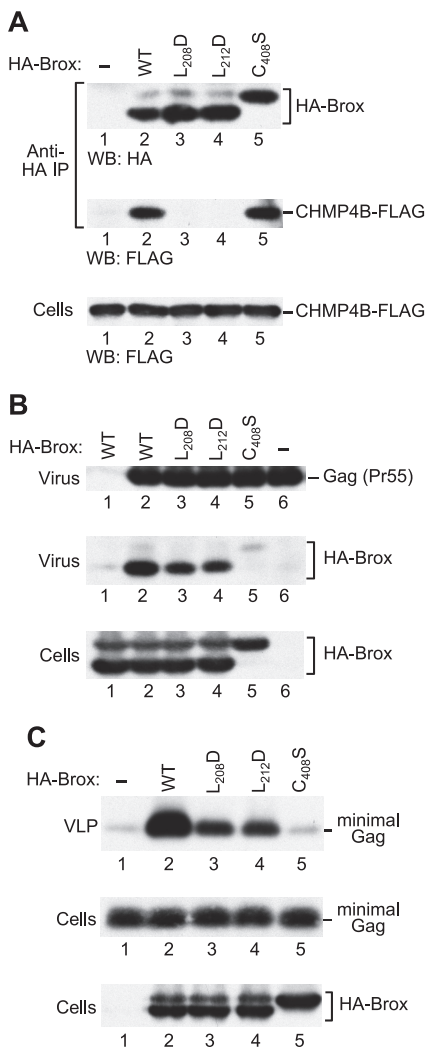 A
HA-Brox: – WT L208D L212D C408S
Anti-HA IP
HA-Brox
1 2 3 4 5
WB: HA
CHMP4B-FLAG
1 2 3 4 5
WB: FLAG
Cells CHMP4B-FLAG
1 2 3 4 5
WB: FLAG
B
HA-Brox: WT WT L208D L212D C408S –
Virus Gag (Pr55)
1 2 3 4 5 6
Virus HA-Brox
1 2 3 4 5 6
Cells HA-Brox
1 2 3 4 5 6
C
HA-Brox: – WT L208D L212D C408S
VLP minimal Gag
1 2 3 4 5
Cells minimal Gag
1 2 3 4 5
Cells HA-Brox
1 2 3 4 5